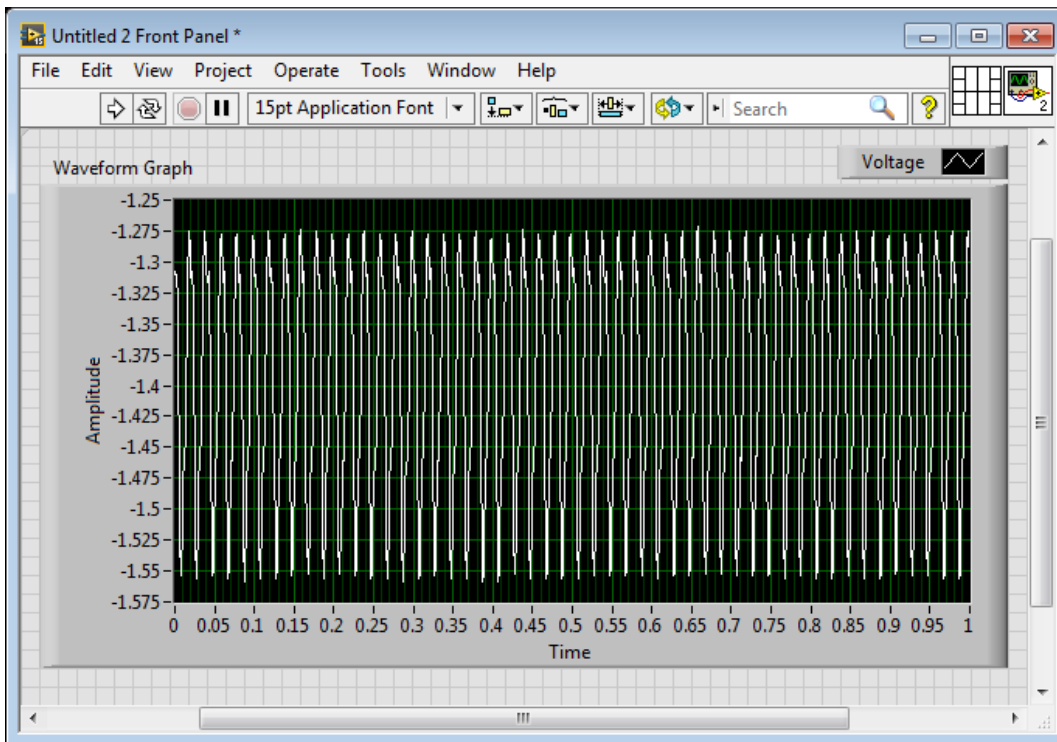 Untitled 2 Front Panel *
File Edit View Project Operate Tools Window Help
15pt Application Font Search ? 2
Waveform Graph
Voltage
Amplitude
-1.25
-1.275
-1.3
-1.325
-1.35
-1.375
-1.4
-1.425
-1.45
-1.475
-1.5
-1.525
-1.55
-1.575
0 0.05 0.1 0.15 0.2 0.25 0.3 0.35 0.4 0.45 0.5 0.55 0.6 0.65 0.7 0.75 0.8 0.85 0.9 0.95 1
Time